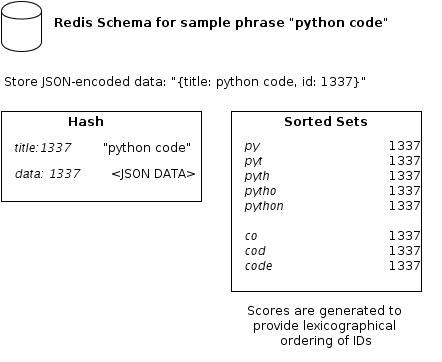 Redis Schema for sample phrase "python code"
Store JSON-encoded data: "{title: python code, id: 1337}"
Hash
title:1337 "python code"
data: 1337 <JSON DATA>
Sorted Sets
py 1337
pyt 1337
pyth 1337
pytho 1337
python 1337
co 1337
cod 1337
code 1337
Scores are generated to
provide lexicographical
ordering of IDs